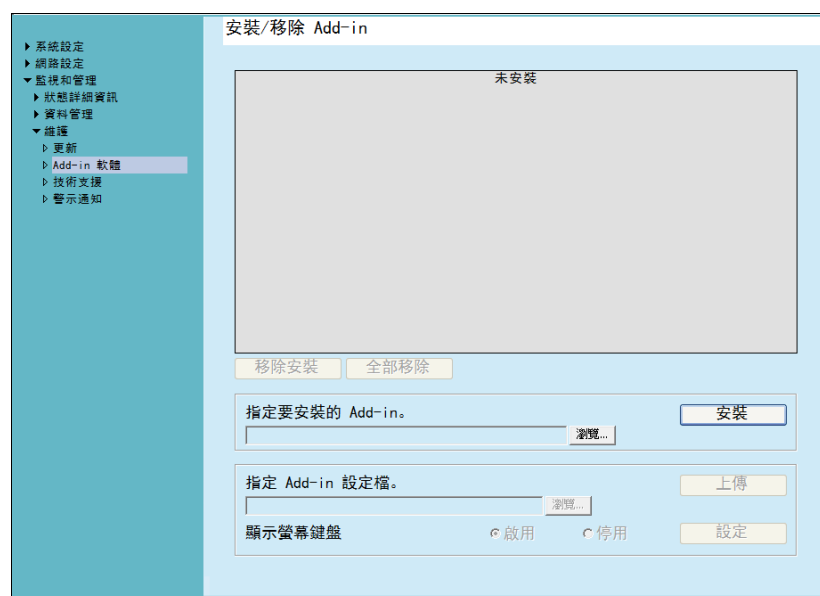 安裝/移除 Add-in
系統設定
網路設定
監視和管理
狀態詳細資訊
資料管理
維護
更新
Add-in 軟體
技術支援
警示通知
未安裝
移除安裝 全部移除
指定要安裝的 Add-in。
安裝
瀏覽...
指定 Add-in 設定檔。
上傳
瀏覽...
顯示螢幕鍵盤 啟用 停用 設定